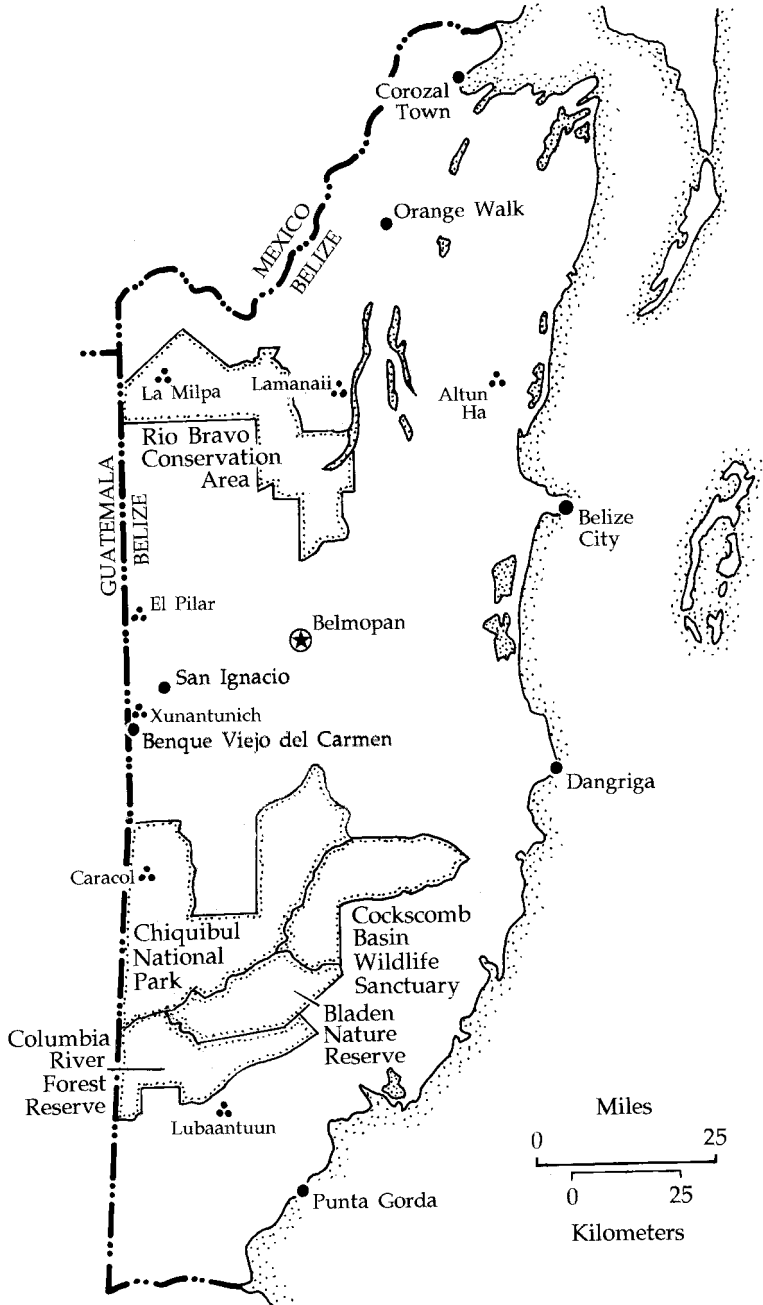 Corozal
Town
Orange Walk
MEXICO
BELIZE
La Milpa
Lamanaii
Altun
Ha
Rio Bravo
Conservation
Area
GUATEMALA
BELIZE
Belize
City
El Pilar
Belmopan
San Ignacio
Xunantunich
Benque Viejo del Carmen
Dangriga
Caracol
Chiquibul
National
Park
Cockscomb
Basin
Wildlife
Sanctuary
Bladen
Nature
Reserve
Columbia
River
Forest
Reserve
Lubaantuun
Punta Gorda
Miles
0 25
0 25
Kilometers